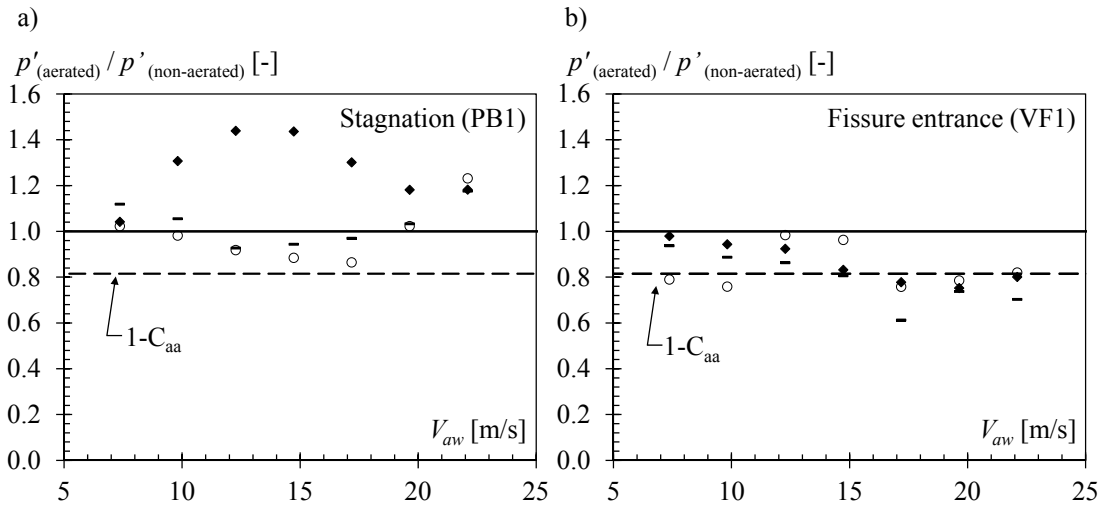 a)
p'(aerated) / p’(non-aerated) [-]
1.6
1.4
1.2
1.0
0.8
0.6
0.4
0.2
0.0
Stagnation (PB1)
1-Caa
Vaw [m/s]
5 10 15 20 25
b)
p'(aerated) / p’(non-aerated) [-]
1.6
1.4
1.2
1.0
0.8
0.6
0.4
0.2
0.0
Fissure entrance (VF1)
1-Caa
Vaw [m/s]
5 10 15 20 25